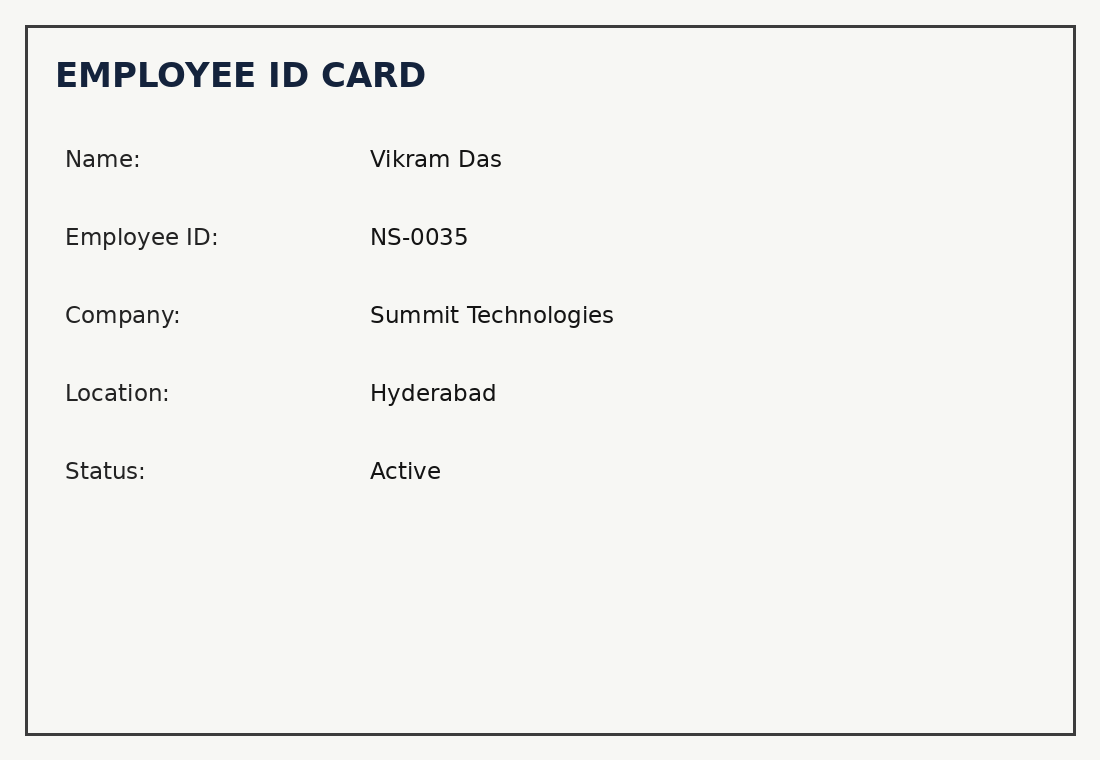 EMPLOYEE ID CARD
Name: Vikram Das
Employee ID: NS-0035
Company: Summit Technologies
Location: Hyderabad
Status: Active